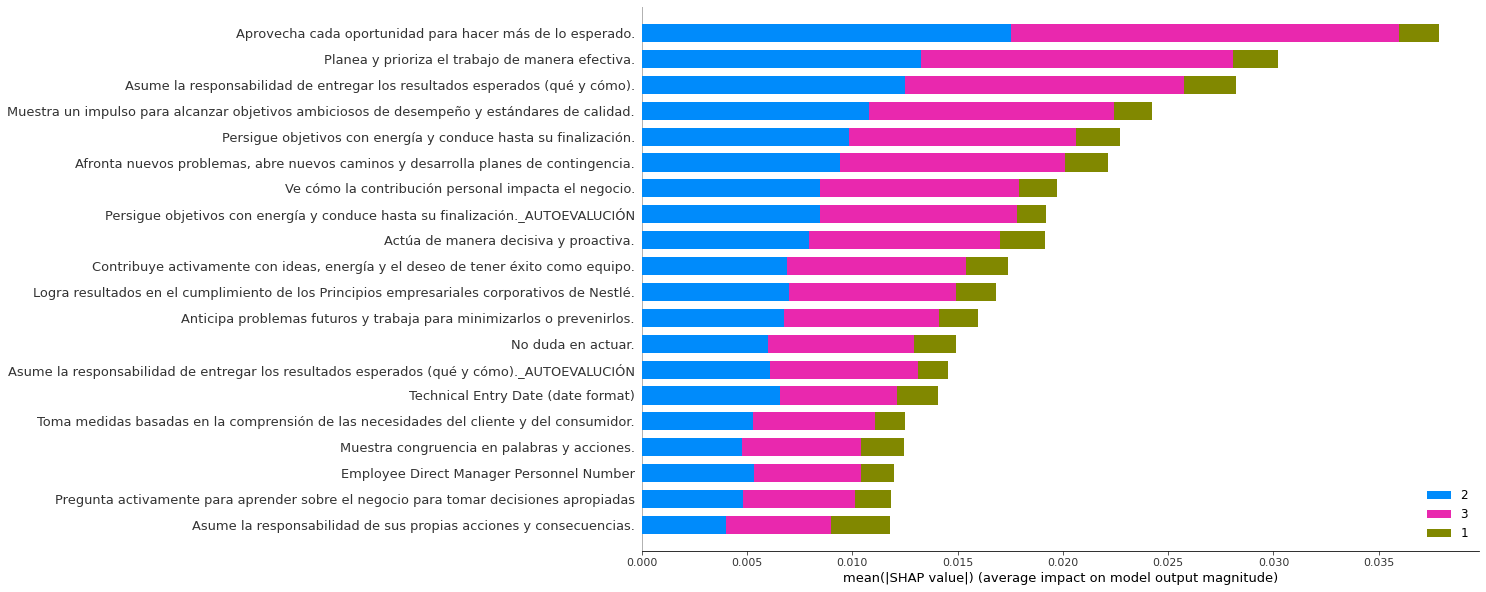 Aprovecha cada oportunidad para hacer más de lo esperado.
Planea y prioriza el trabajo de manera efectiva.
Asume la responsabilidad de entregar los resultados esperados (qué y cómo).
Muestra un impulso para alcanzar objetivos ambiciosos de desempeño y estándares de calidad.
Persigue objetivos con energía y conduce hasta su finalización.
Afronta nuevos problemas, abre nuevos caminos y desarrolla planes de contingencia.
Ve cómo la contribución personal impacta el negocio.
Persigue objetivos con energía y conduce hasta su finalización._AUTOEVALUCIÓN
Actúa de manera decisiva y proactiva.
Contribuye activamente con ideas, energía y el deseo de tener éxito como equipo.
Logra resultados en el cumplimiento de los Principios empresariales corporativos de Nestlé.
Anticipa problemas futuros y trabaja para minimizarlos o prevenirlos.
No duda en actuar.
Asume la responsabilidad de entregar los resultados esperados (qué y cómo)._AUTOEVALUCIÓN
Technical Entry Date (date format)
Toma medidas basadas en la comprensión de las necesidades del cliente y del consumidor.
Muestra congruencia en palabras y acciones.
Employee Direct Manager Personnel Number
Pregunta activamente para aprender sobre el negocio para tomar decisiones apropiadas
Asume la responsabilidad de sus propias acciones y consecuencias.
2
3
1
0.000 0.005 0.010 0.015 0.020 0.025 0.030 0.035
mean(|SHAP value|) (average impact on model output magnitude)